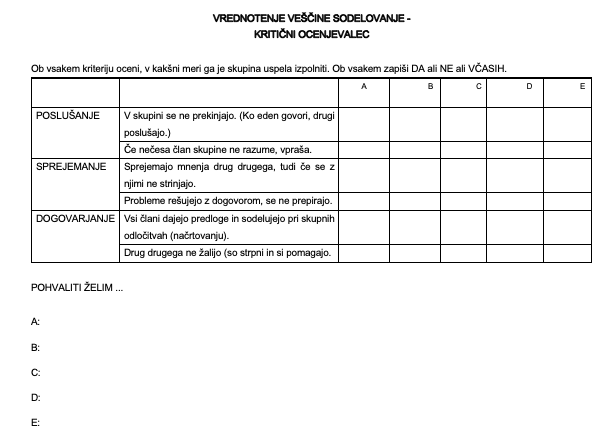 VREDNOTENJE VEŠČINE SODELOVANJE -
KRITIČNI OCENJEVALEC
Ob vsakem kriteriju oceni, v kakšni meri ga je skupina uspela izpolniti. Ob vsakem zapiši DA ali NE ali VČASIH.
A B C D E
POSLUŠANJE V skupini se ne prekinjajo. (Ko eden govori, drugi
poslušajo.)
Če nečesa član skupine ne razume, vpraša.
SPREJEMANJE Sprejemajo mnenja drug drugega, tudi če se z
njimi ne strinjajo.
Probleme rešujejo z dogovorom, se ne prepirajo.
DOGOVARJANJE Vsi člani dajejo predloge in sodelujejo pri skupnih
odločitvah (načrtovanju).
Drug drugega ne žalijo (so strpni in si pomagajo.
POHVALITI ŽELIM ...
A:
B:
C:
D:
E: